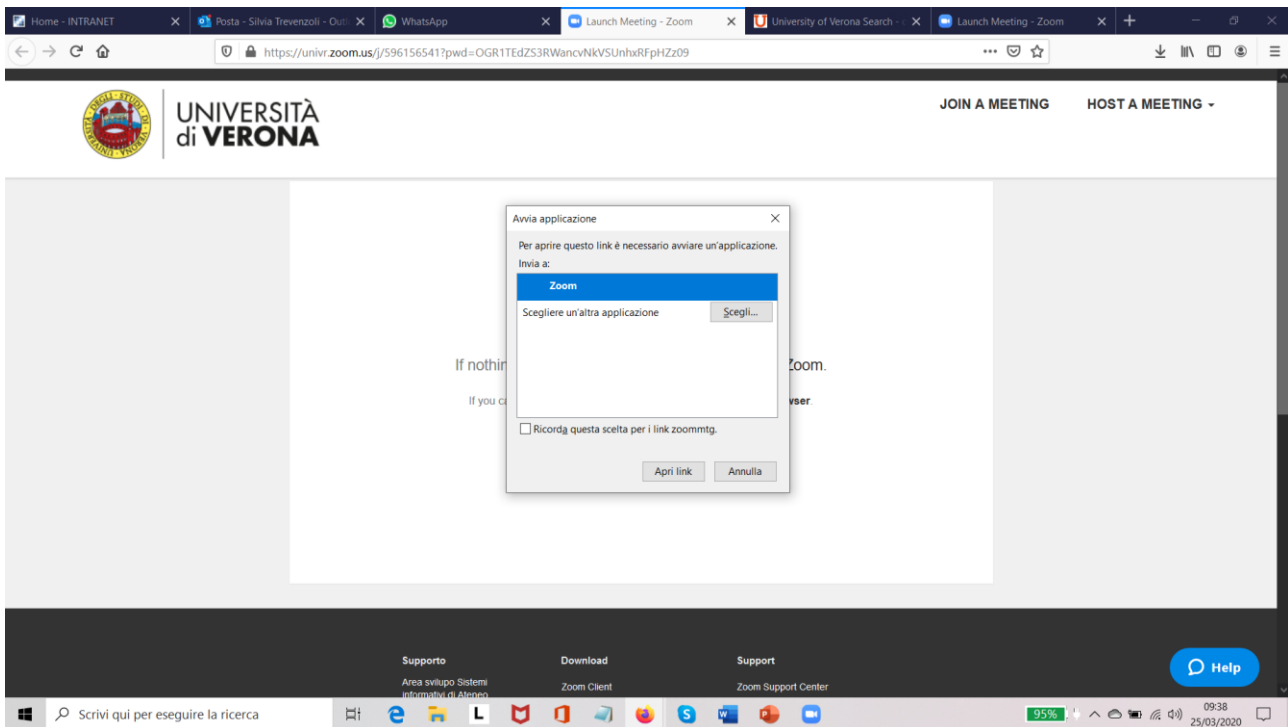 Home - INTRANET
Posta - Silvia Trevenzoli - Out
WhatsApp
Launch Meeting - Zoom
University of Verona Search -
Launch Meeting - Zoom
https://univr.zoom.us/j/596156541?pwd=OGR1TEdZS3RWancvNkVSUnhxRFpHZz09
UNIVERSITÀ
di VERONA
JOIN A MEETING
HOST A MEETING
Avvia applicazione
Per aprire questo link è necessario avviare un'applicazione.
Invia a:
Zoom
Scegliere un'altra applicazione
Scegli...
If nothin
Zoom.
If you ca
wser
Ricorda questa scelta per i link zoommtg.
Apri link
Annulla
Supporto
Download
Support
Area svilupo Sistemi
informativi di Ateneo
Zoom Client
Zoom Support Center
Help
Scrivi qui per eseguire la ricerca
95%
09:38
25/03/2020